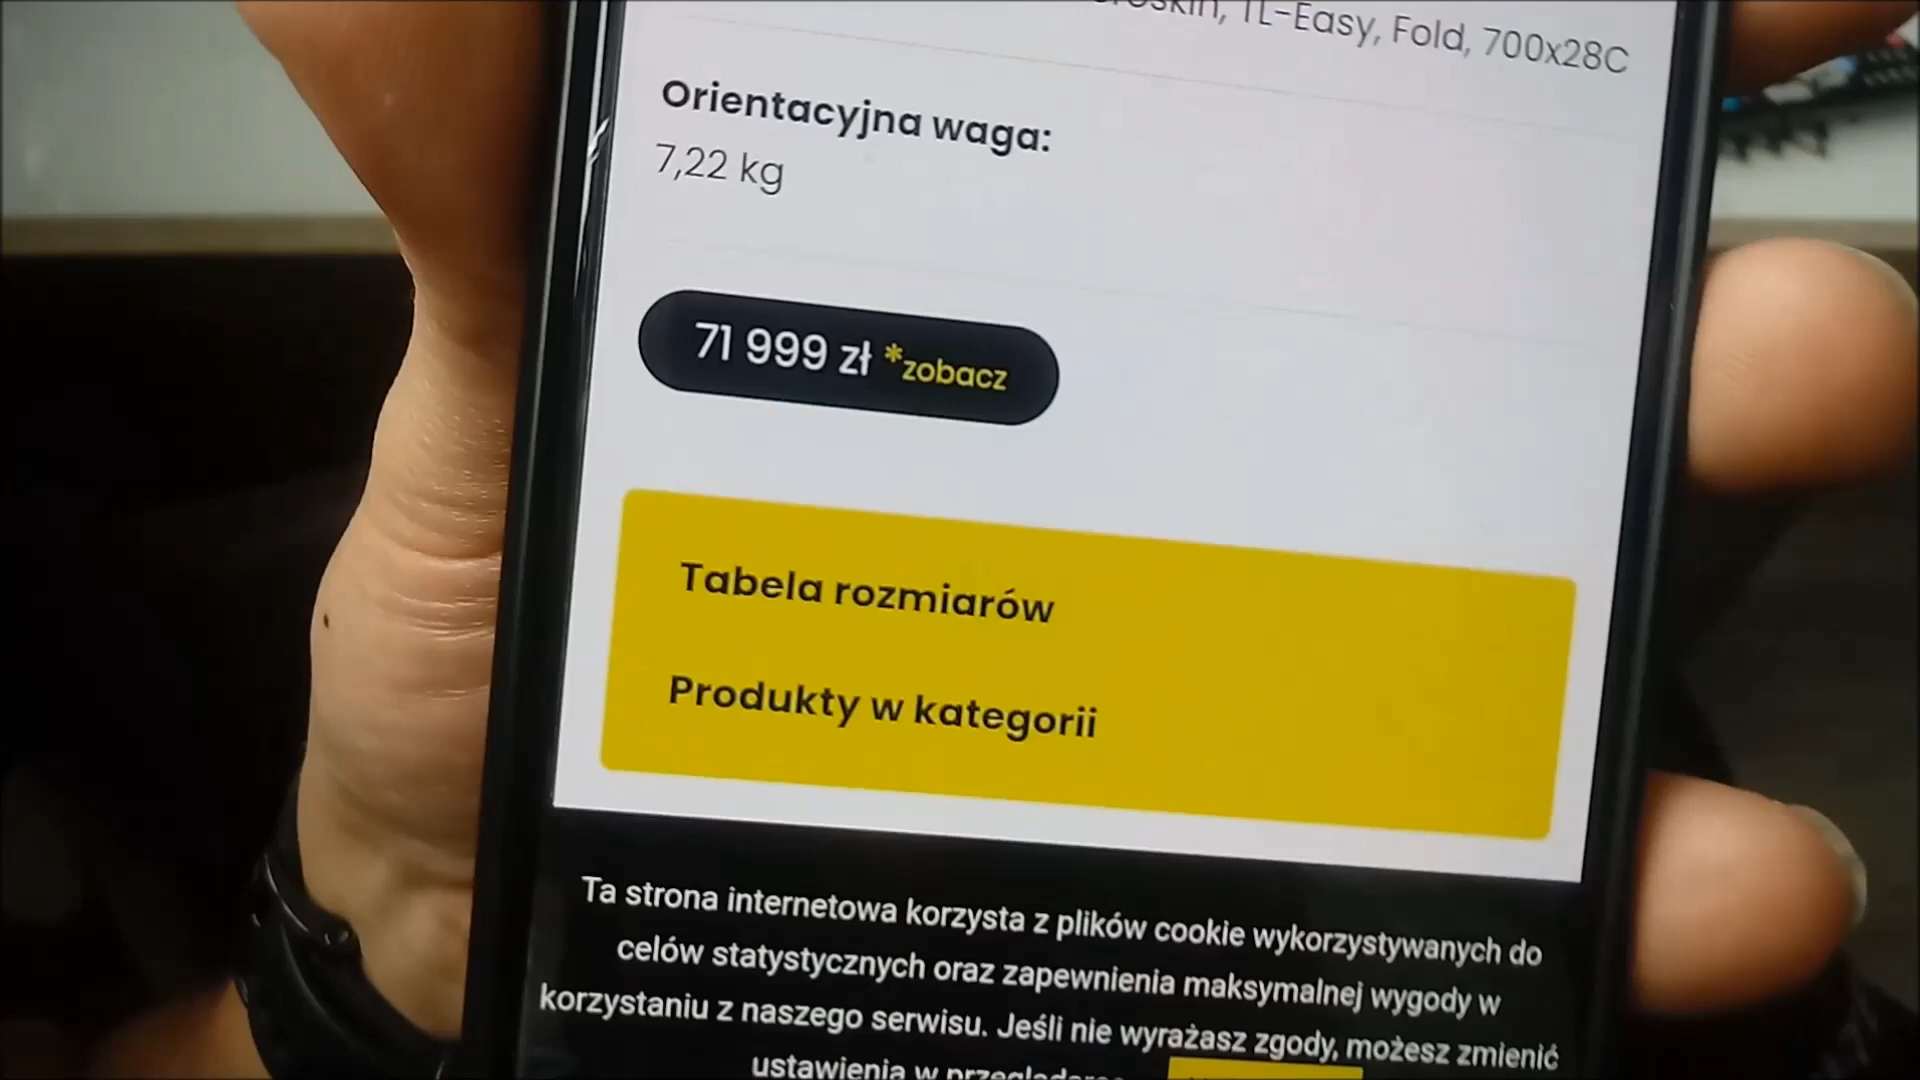 TL-Easy, Fold, 700x28C
Orientacyjna waga:
7,22 kg
71 999 zł *zobacz
Tabela rozmiarów
Produkty w kategorii
Ta strona internetowa korzysta z plików cookie wykorzystywanych do
celów statystycznych oraz zapewnienia maksymalnej wygody w
korzystaniu z naszego serwisu. Jeśli nie wyrażasz zgody, możesz zmienić
ustawienia w